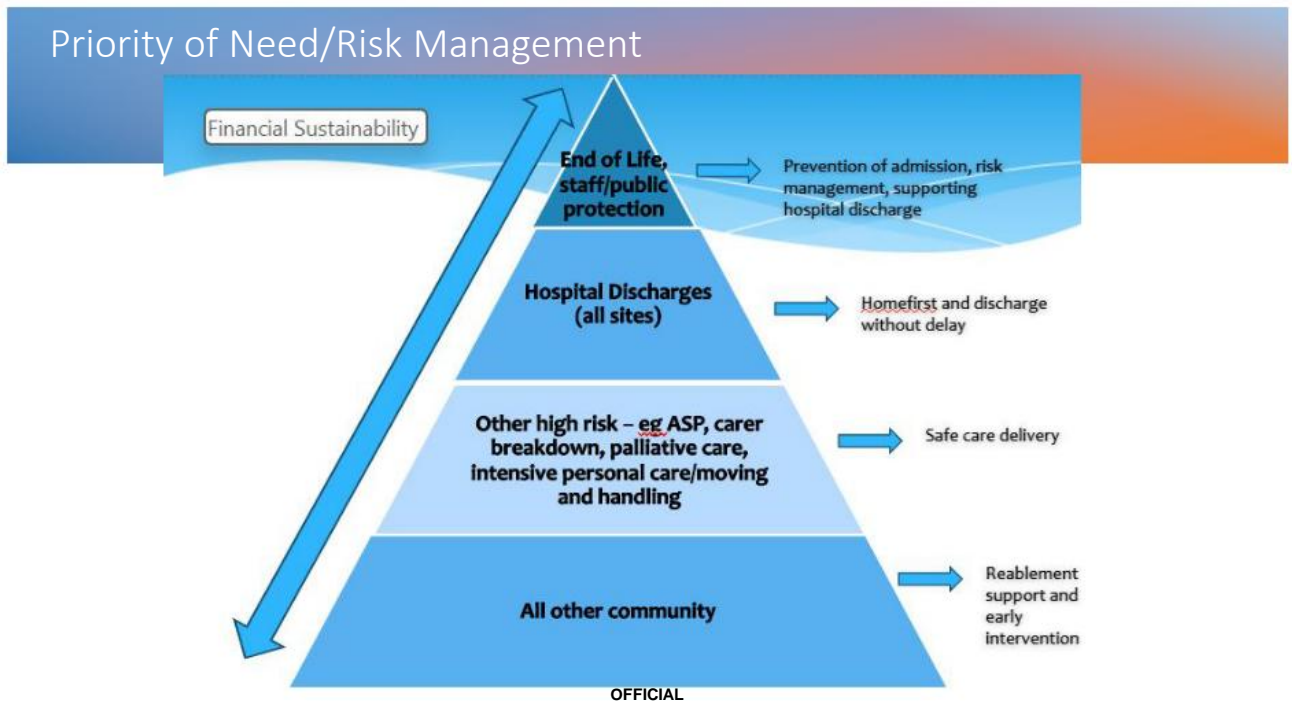 Priority of Need/Risk Management
Financial Sustainability
End of Life,
staff/public
protection
Prevention of admission, risk
management, supporting
hospital discharge
Hospital Discharges
(all sites)
Homefirst and discharge
without delay
Other high risk – eg ASP, carer
breakdown, palliative care,
intensive personal care/moving
and handling
Safe care delivery
All other community
Reablement
support and
early
intervention
OFFICIAL